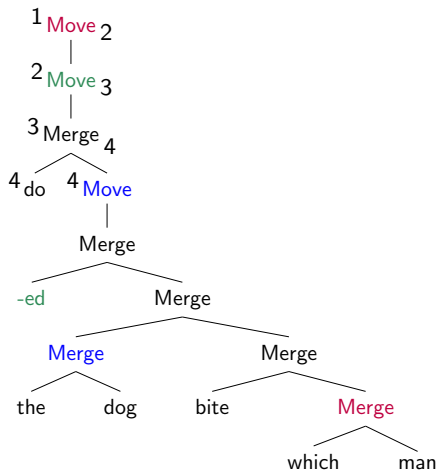 1 Move 2
2 Move 3
3 Merge 4
4 do 4 Move
Merge
-ed Merge
Merge Merge
the dog bite Merge
which man